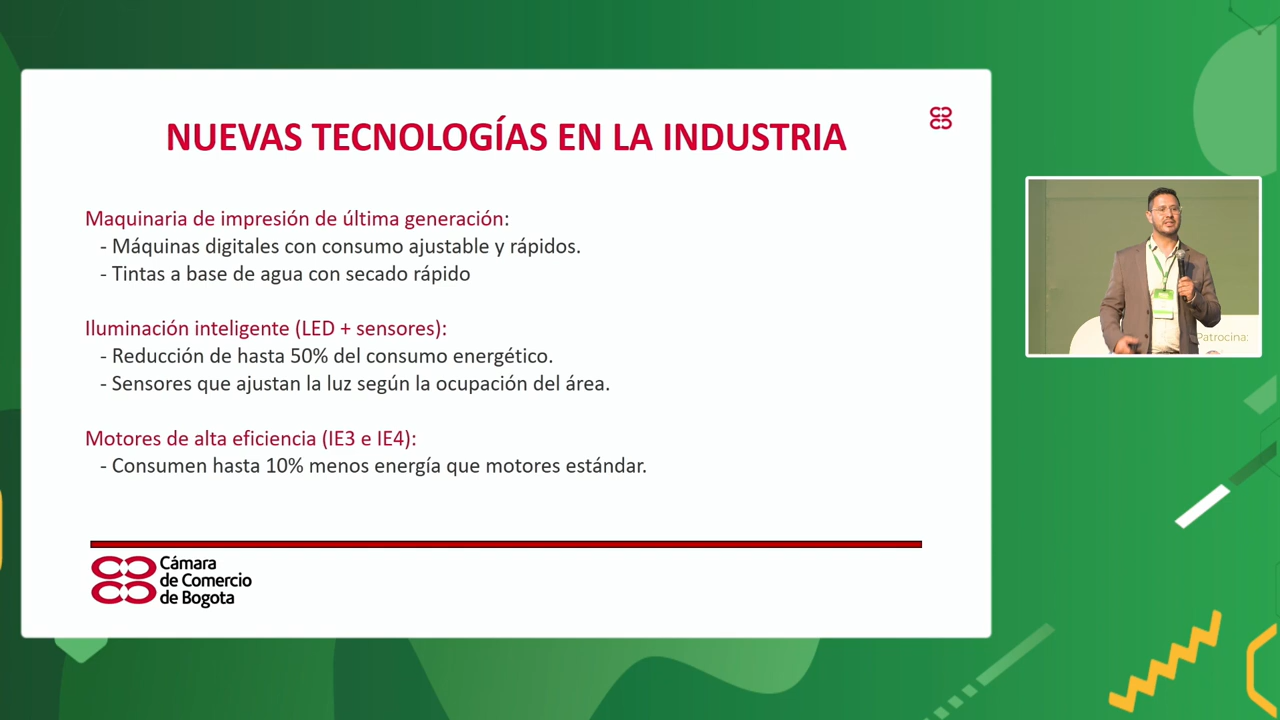 NUEVAS TECNOLOGÍAS EN LA INDUSTRIA
Maquinaria de impresión de última generación:
- Máquinas digitales con consumo ajustable y rápidos.
- Tintas a base de agua con secado rápido
Iluminación inteligente (LED + sensores):
- Reducción de hasta 50% del consumo energético.
- Sensores que ajustan la luz según la ocupación del área.
Motores de alta eficiencia (IE3 e IE4):
- Consumen hasta 10% menos energía que motores estándar.
Cámara
de Comercio
de Bogota
Patrocina: